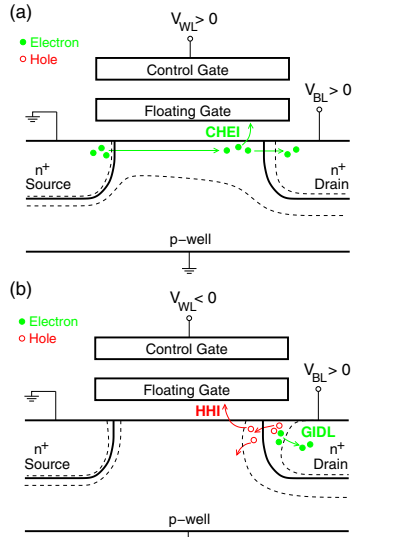 (a)
V_WL > 0
Electron
Hole
Control Gate
V_BL > 0
Floating Gate
CHEI
n+
Source
n+
Drain
p-well
(b)
V_WL < 0
Electron
Hole
Control Gate
V_BL > 0
Floating Gate
HHI
GIDL
n+
Source
n+
Drain
p-well